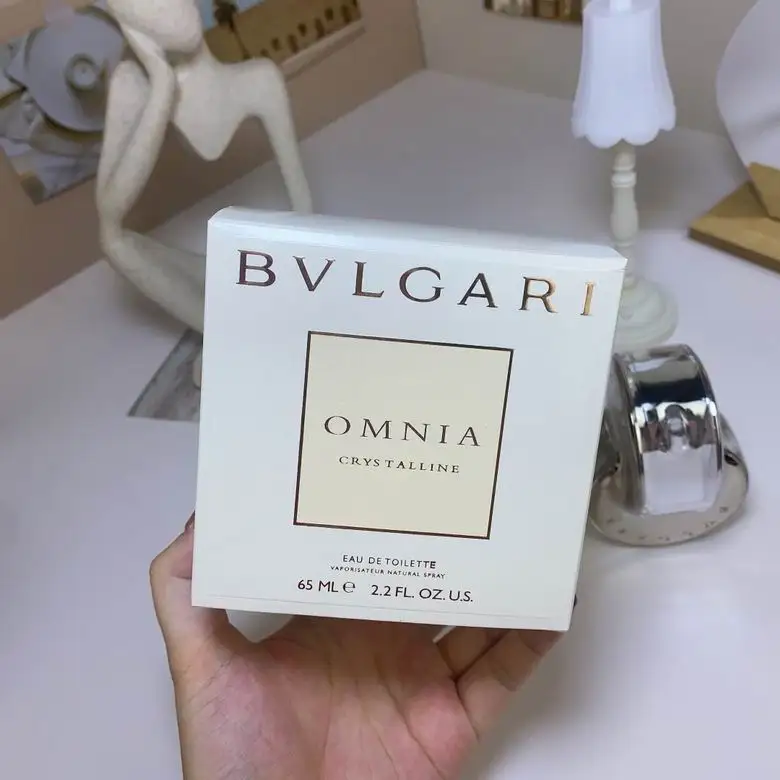 BVLGARI
OMNIA
CRYSTALLINE
EAU DE TOILETTE
VAPORISATEUR NATURAL SPRAY
65 ML e 2.2 FL. OZ. U.S.